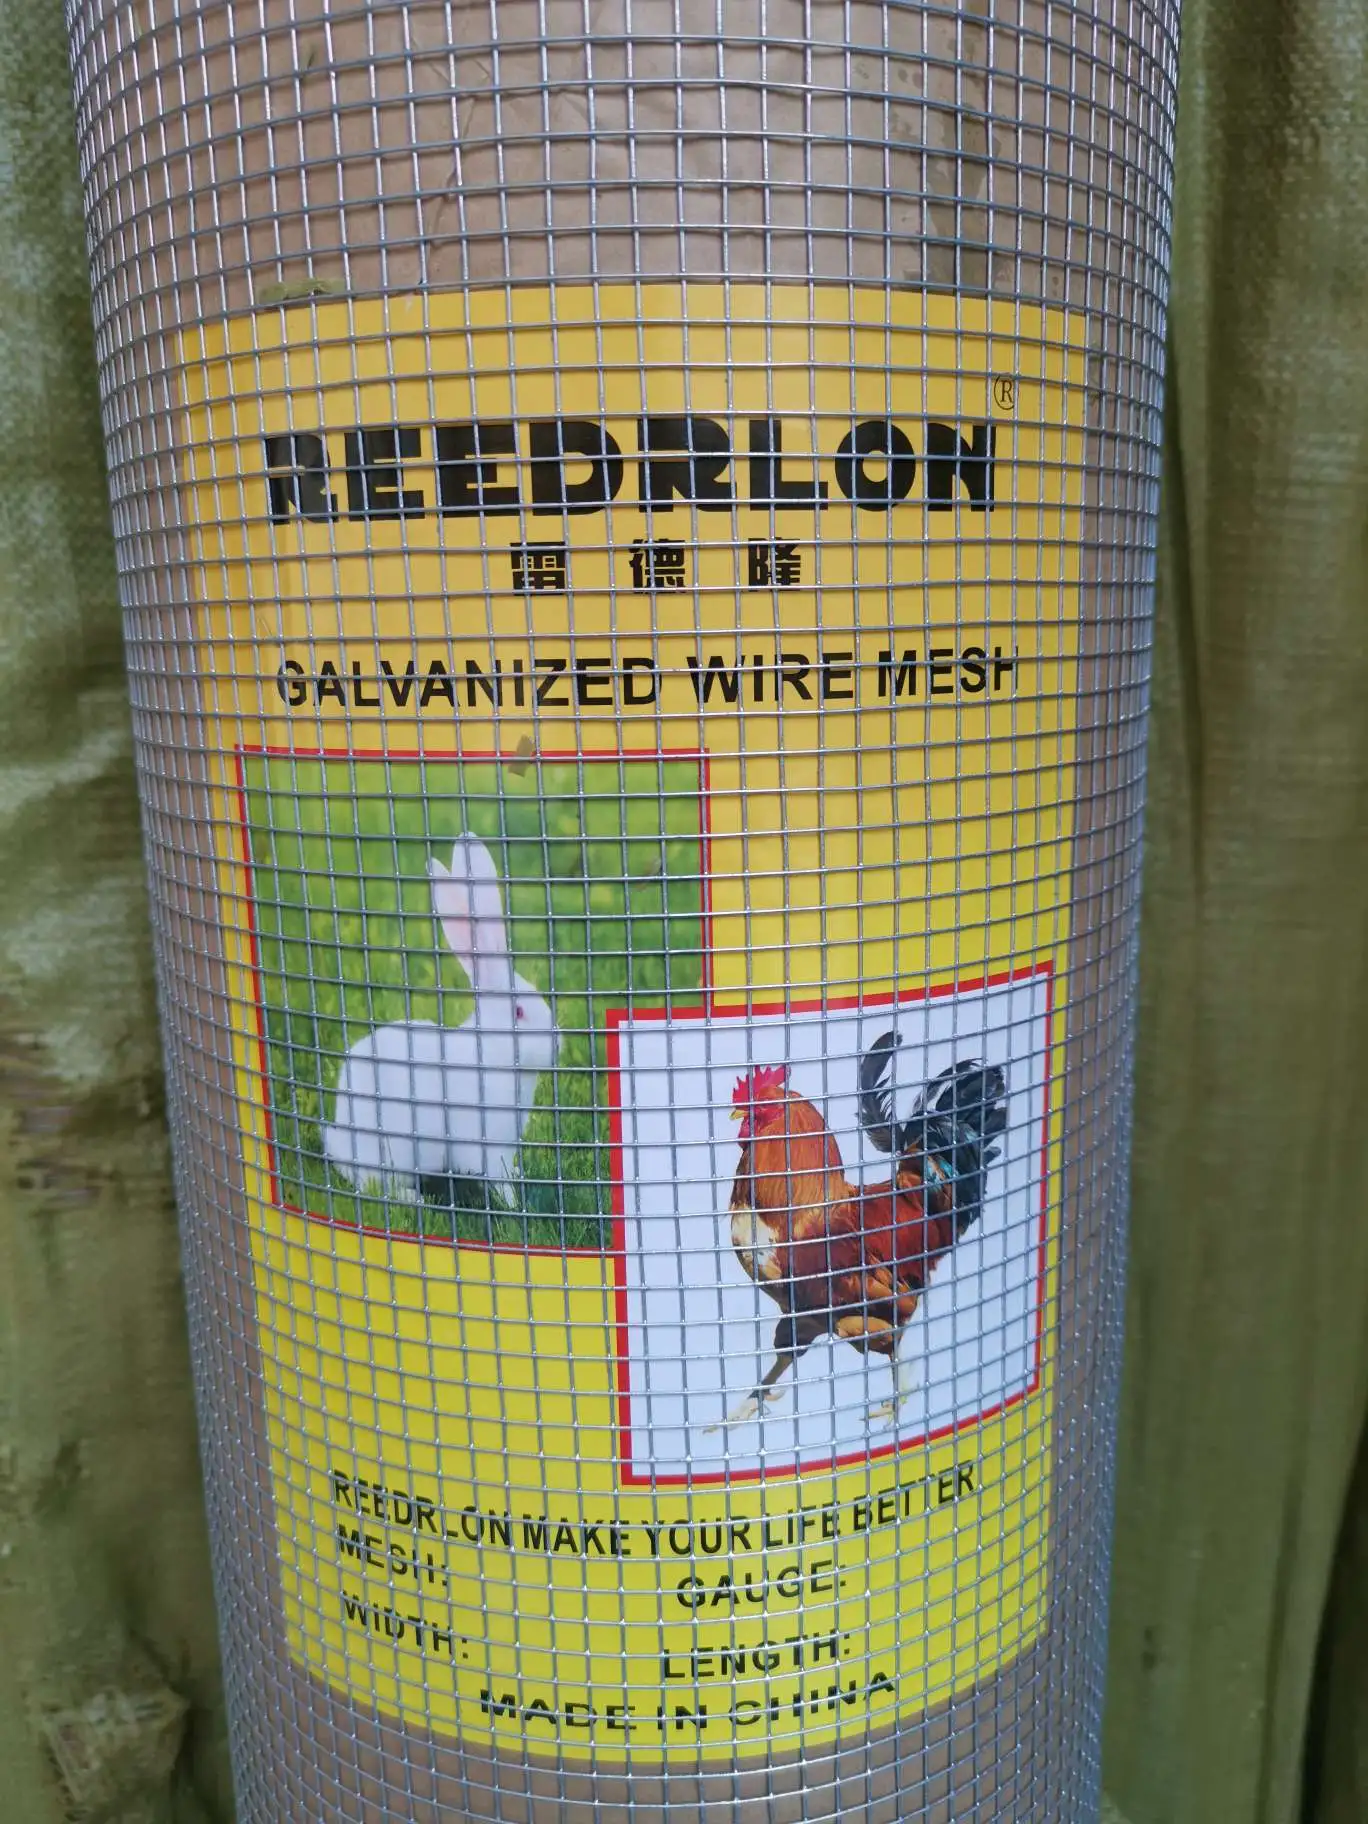 ®
REEDRLON
雷德隆
GALVANIZED WIRE MESH
REEDRLON MAKE YOUR LIFE BETTER
MESH: GAUGE:
WIDTH: LENGTH:
MADE IN CHINA